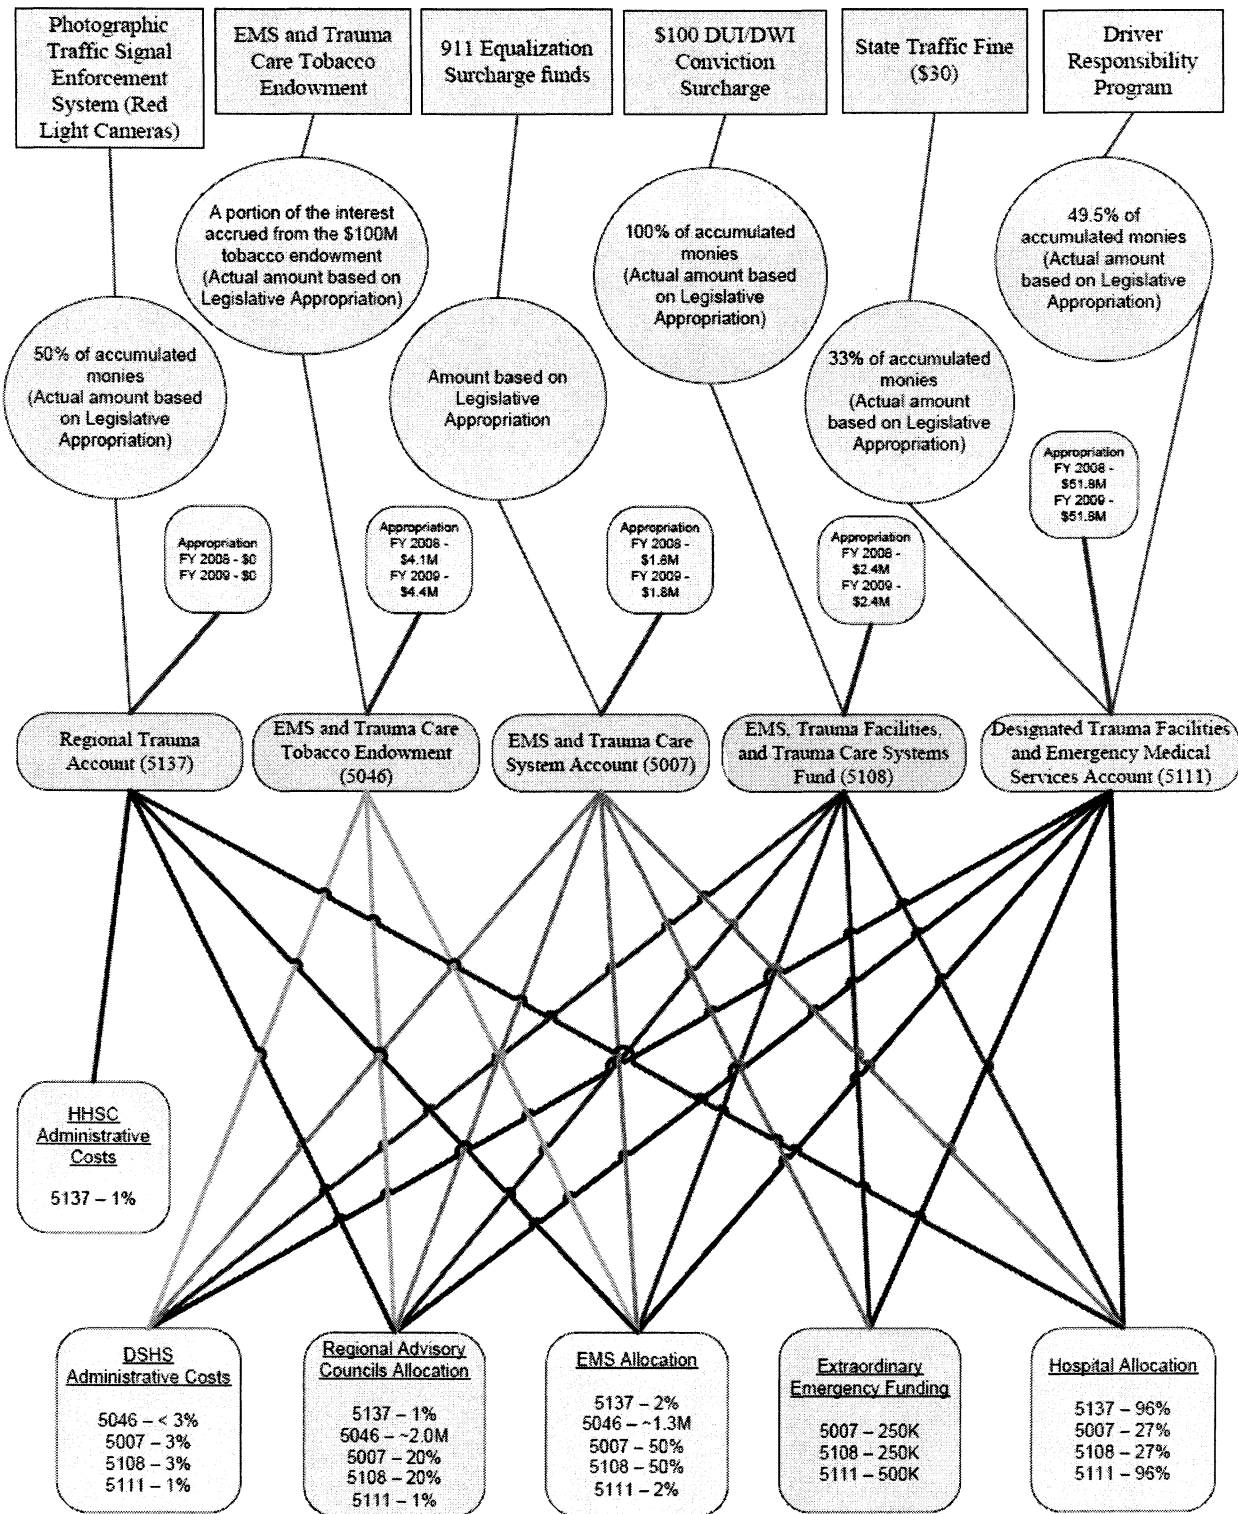 Photographic
Traffic Signal
Enforcement
System (Red
Light Cameras)
EMS and Trauma
Care Tobacco
Endowment
911 Equalization
Surcharge funds
$100 DUI/DWI
Conviction
Surcharge
State Traffic Fine
($30)
Driver
Responsibility
Program
A portion of the interest
accrued from the $100M
tobacco endowment
(Actual amount based on
Legislative Appropriation)
100% of accumulated
monies
(Actual amount based
on Legislative
Appropriation)
49.5% of
accumulated monies
(Actual amount
based on Legislative
Appropriation)
50% of accumulated
monies
(Actual amount based
on Legislative
Appropriation)
Amount based on
Legislative
Appropriation
33% of accumulated
monies
(Actual amount
based on Legislative
Appropriation)
Appropriation
FY 2008 - $0
FY 2009 - $0
Appropriation
FY 2008 -
$4.1M
FY 2009 -
$4.4M
Appropriation
FY 2008 -
$1.8M
FY 2009 -
$1.8M
Appropriation
FY 2008 -
$2.4M
FY 2009 -
$2.4M
Appropriation
FY 2008 -
$51.8M
FY 2009 -
$51.8M
Regional Trauma
Account (5137)
EMS and Trauma Care
Tobacco Endowment
(5046)
EMS and Trauma Care
System Account (5007)
EMS, Trauma Facilities,
and Trauma Care Systems
Fund (5108)
Designated Trauma Facilities
and Emergency Medical
Services Account (5111)
HHSC
Administrative
Costs
5137 – 1%
DSHS
Administrative Costs
5046 – < 3%
5007 – 3%
5108 – 3%
5111 – 1%
Regional Advisory
Councils Allocation
5137 – 1%
5046 – ~2.0M
5007 – 20%
5108 – 20%
5111 – 1%
EMS Allocation
5137 – 2%
5046 – ~1.3M
5007 – 50%
5108 – 50%
5111 – 2%
Extraordinary
Emergency Funding
5007 – 250K
5108 – 250K
5111 – 500K
Hospital Allocation
5137 – 96%
5007 – 27%
5108 – 27%
5111 – 96%